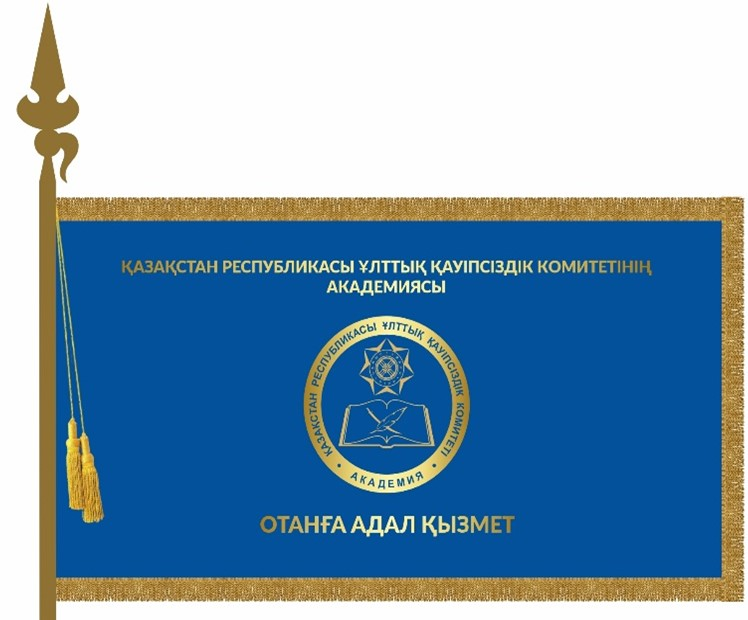 ҚАЗАҚСТАН РЕСПУБЛИКАСЫ ҰЛТТЫҚ ҚАУІПСІЗДІК КОМИТЕТІНІҢ
АКАДЕМИЯСЫ
ҚАЗАҚСТАН РЕСПУБЛИКАСЫ ҰЛТТЫҚ ҚАУІПСІЗДІК КОМИТЕТІ
• АКАДЕМИЯ •
ОТАНҒА АДАЛ ҚЫЗМЕТ